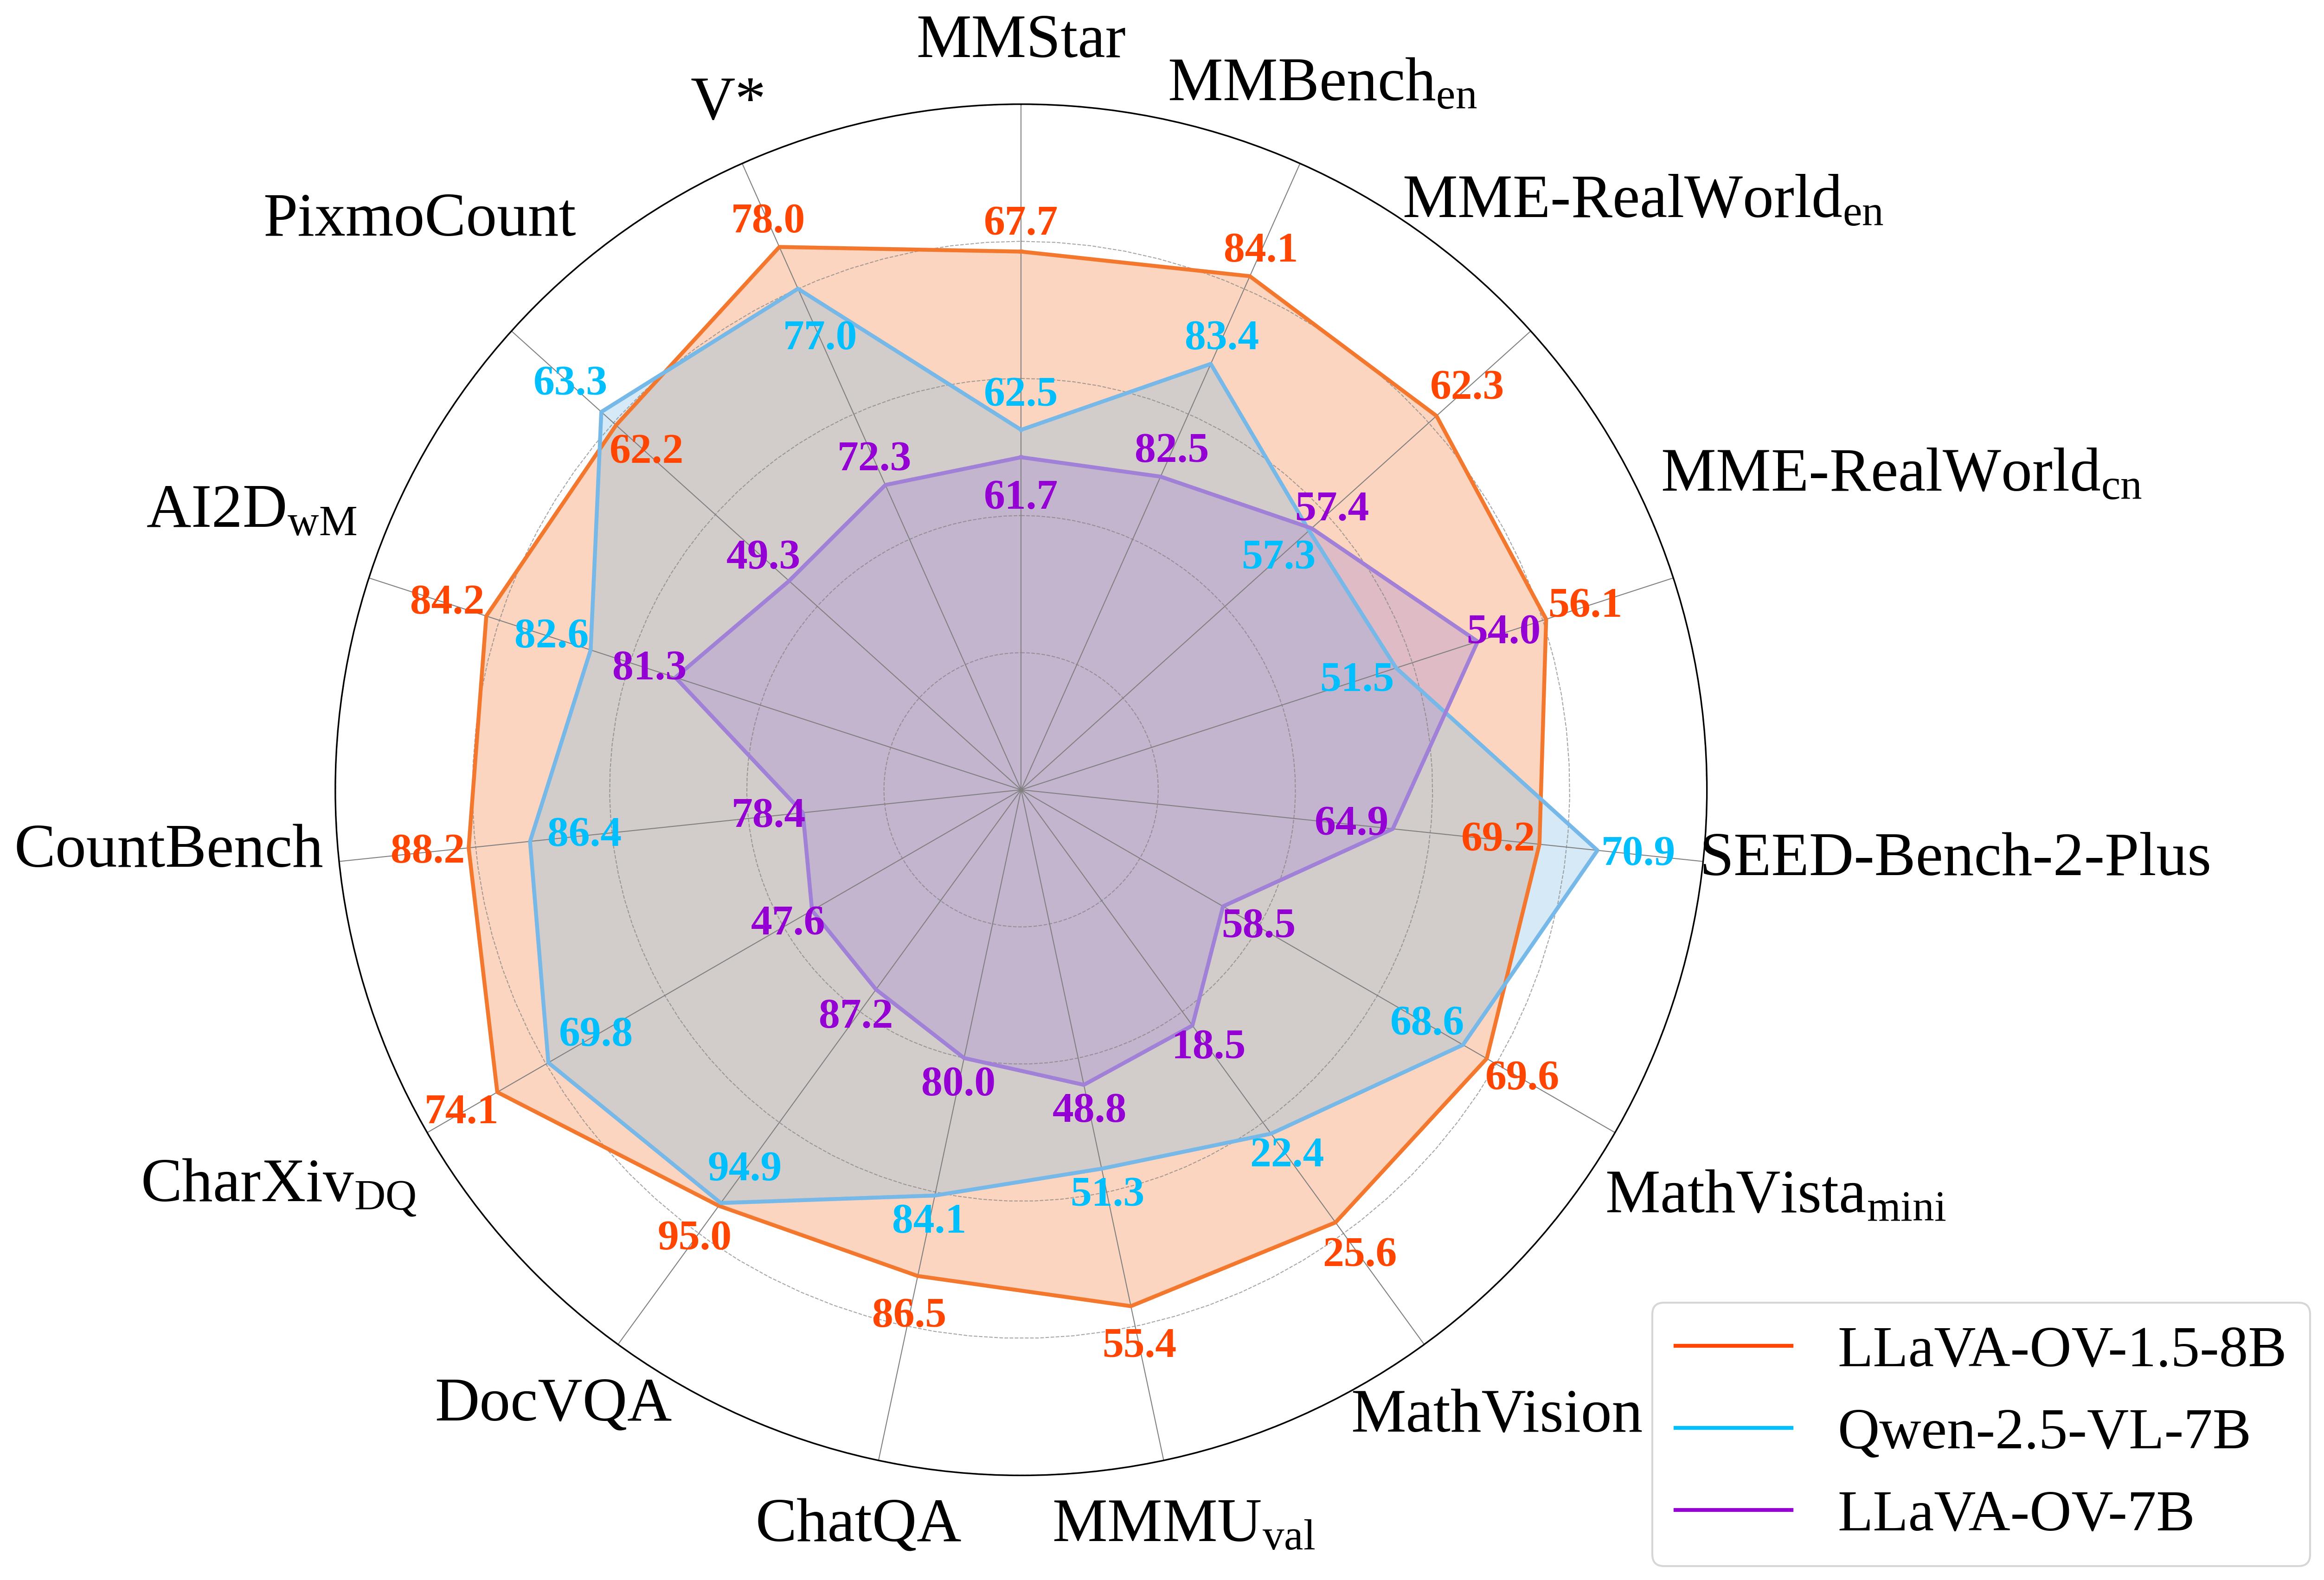 MMStar
MMBench_en
V*
MME-RealWorld_en
PixmoCount
78.0
67.7
84.1
77.0
83.4
63.3
62.5
62.3
62.2
72.3
82.5
MME-RealWorld_cn
AI2D_wM
61.7
57.4
49.3
57.3
84.2
56.1
82.6
54.0
81.3
51.5
78.4
64.9
CountBench
88.2
86.4
69.2
70.9
SEED-Bench-2-Plus
47.6
58.5
69.8
87.2
68.6
18.5
80.0
69.6
74.1
48.8
CharXiv_DQ
94.9
22.4
MathVista_mini
51.3
84.1
95.0
25.6
86.5
55.4
LLaVA-OV-1.5-8B
DocVQA
MathVision
Qwen-2.5-VL-7B
LLaVA-OV-7B
ChatQA
MMMU_val